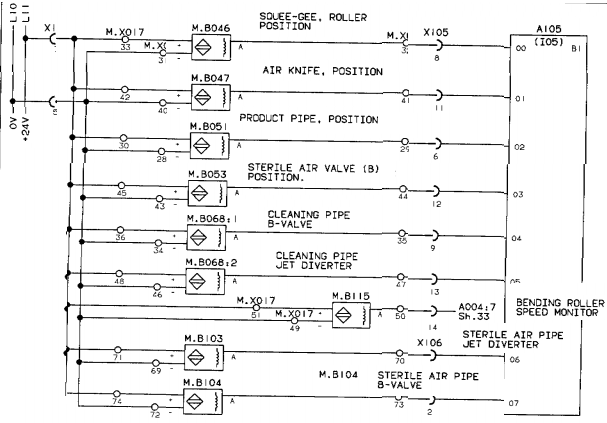 L10
L11
0V
+24V
X1
SQUEE-GEE, ROLLER
POSITION
M.X017
33
M.X
3
+
-
M.B046
A
M.X
3
X105
8
A105
(I05)
00
B1
AIR KNIFE, POSITION
42
40
+
-
M.B047
A
41
11
01
PRODUCT PIPE, POSITION
30
28
+
-
M.B051
A
29
6
02
STERILE AIR VALVE (B)
POSITION.
45
43
+
-
M.B053
A
44
12
03
CLEANING PIPE
B-VALVE
36
34
+
-
M.B068:1
A
35
9
04
CLEANING PIPE
JET DIVERTER
48
46
+
-
M.B068:2
A
47
13
05
M.X017
51
M.X017
49
+
-
M.B115
A
50
14
A004:7
Sh.33
BENDING ROLLER
SPEED MONITOR
STERILE AIR PIPE
JET DIVERTER
71
69
+
-
M.B103
A
70
X106
06
M.B104
STERILE AIR PIPE
B-VALVE
74
72
+
-
M.B104
A
73
2
07